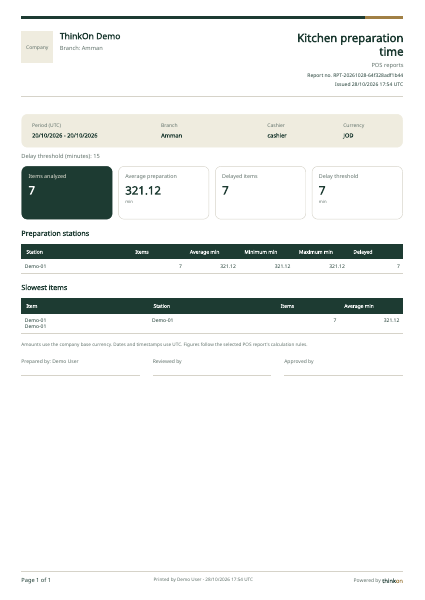 Company
ThinkOn Demo
Branch: Amman
Kitchen preparation
time
POS reports
Report no. RPT-20261028-64f328adf1b44
Issued 28/10/2026 17:54 UTC
Period (UTC) Branch Cashier Currency
20/10/2026 - 20/10/2026 Amman cashier JOD
Delay threshold (minutes): 15
Items analyzed Average preparation Delayed items Delay threshold
7 321.12 7 7
min min
Preparation stations
Station Items Average min Minimum min Maximum min Delayed
Demo-01 7 321.12 321.12 321.12 7
Slowest items
Item Station Items Average min
Demo-01 Demo-01 7 321.12
Demo-01
Amounts use the company base currency. Dates and timestamps use UTC. Figures follow the selected POS report's calculation rules.
Prepared by: Demo User Reviewed by Approved by
Page 1 of 1 Printed by Demo User · 28/10/2026 17:54 UTC Powered by thinkon